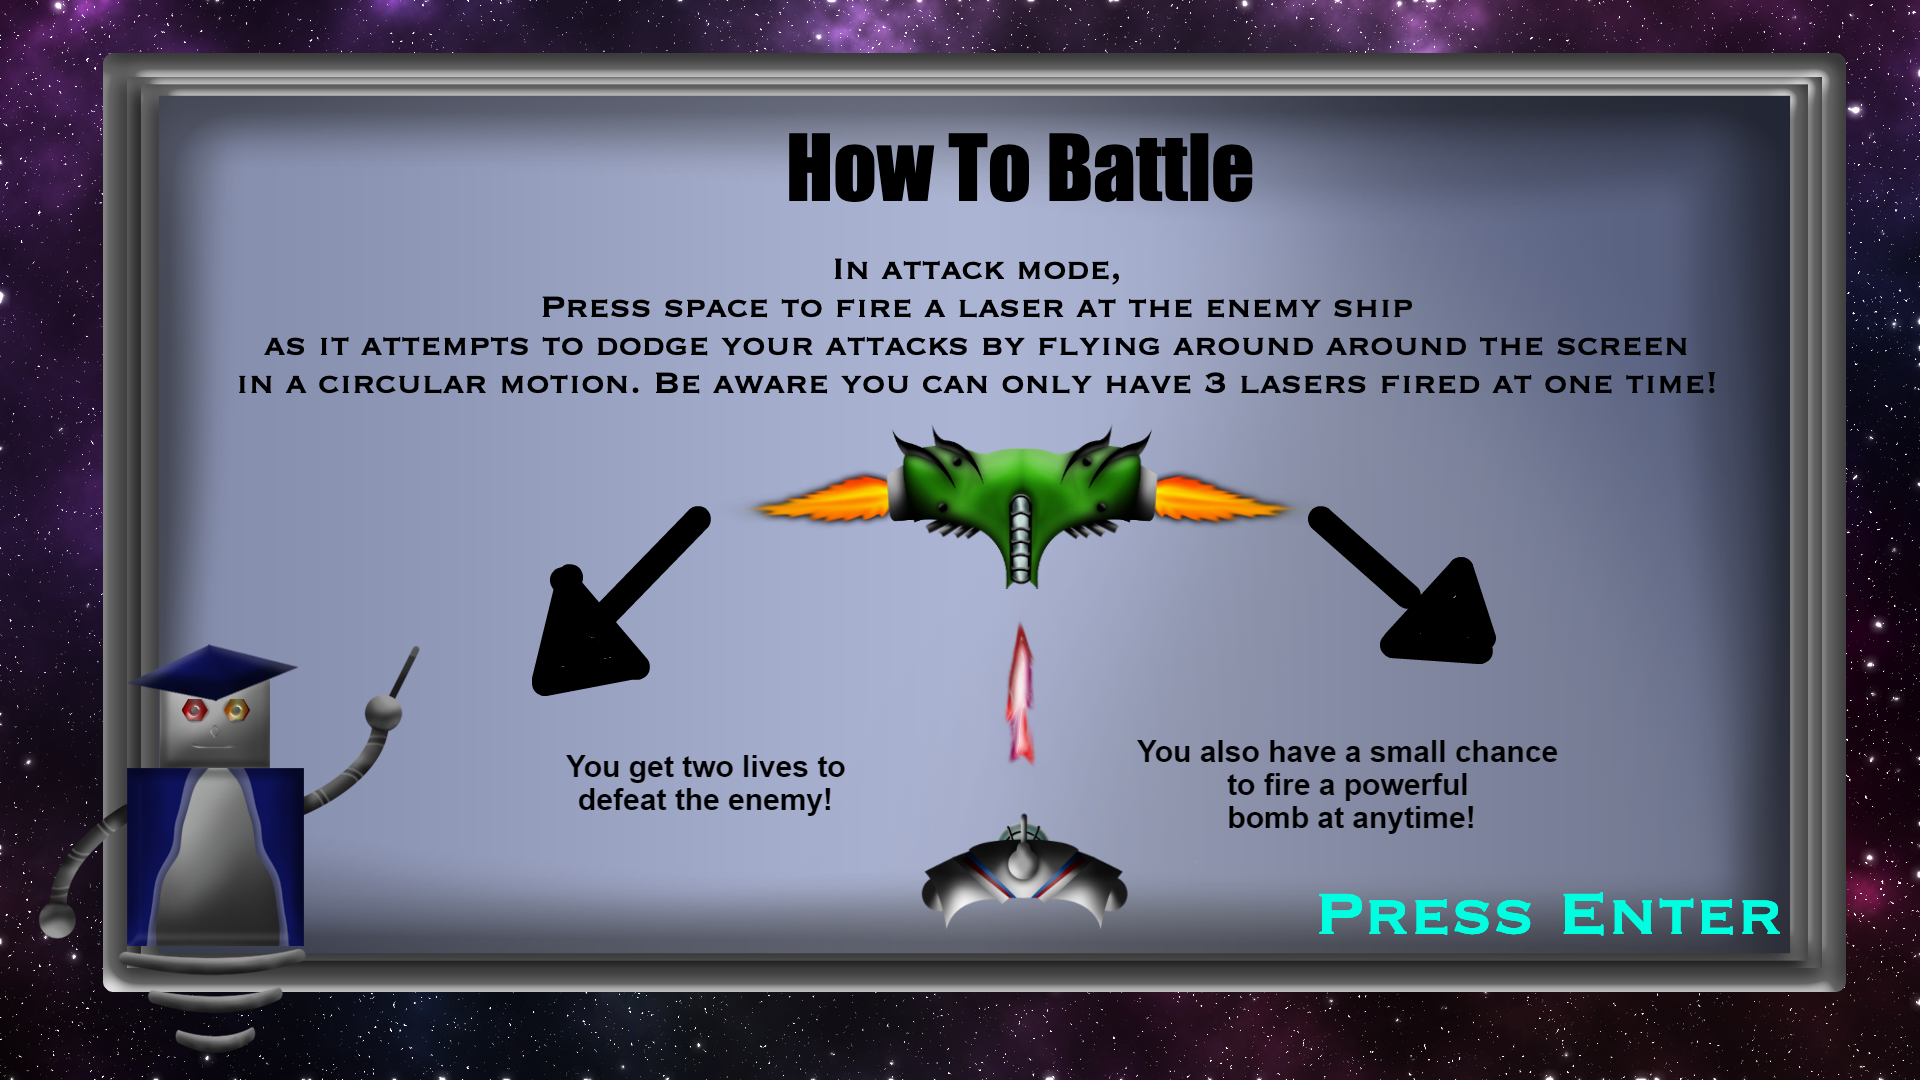 How To Battle
In attack mode,
Press space to fire a laser at the enemy ship
as it attempts to dodge your attacks by flying around around the screen
in a circular motion. Be aware you can only have 3 lasers fired at one time!
You get two lives to
defeat the enemy!
You also have a small chance
to fire a powerful
bomb at anytime!
Press Enter